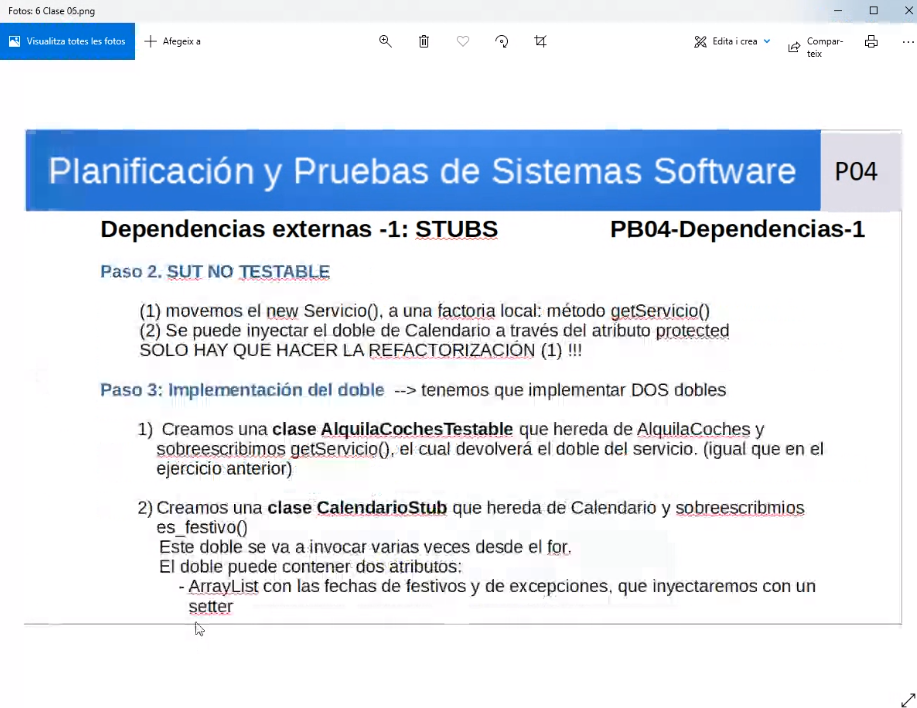 Fotos: 6 Clase 05.png
Visualitza totes les fotos
Afegeix a
Edita i crea
Compar-
teix
Planificación y Pruebas de Sistemas Software
P04
Dependencias externas -1: STUBS
PB04-Dependencias-1
Paso 2. SUT NO TESTABLE
(1) movemos el new Servicio(), a una factoria local: método getServicio()
(2) Se puede inyectar el doble de Calendario a través del atributo protected
SOLO HAY QUE HACER LA REFACTORIZACIÓN (1) !!!
Paso 3: Implementación del doble --> tenemos que implementar DOS dobles
1) Creamos una clase AlquilaCochesTestable que hereda de AlquilaCoches y
sobreescribimos getServicio(), el cual devolverá el doble del servicio. (igual que en el
ejercicio anterior)
2) Creamos una clase CalendarioStub que hereda de Calendario y sobreescribmios
es_festivo()
Este doble se va a invocar varias veces desde el for.
El doble puede contener dos atributos:
- ArrayList con las fechas de festivos y de excepciones, que inyectaremos con un
setter